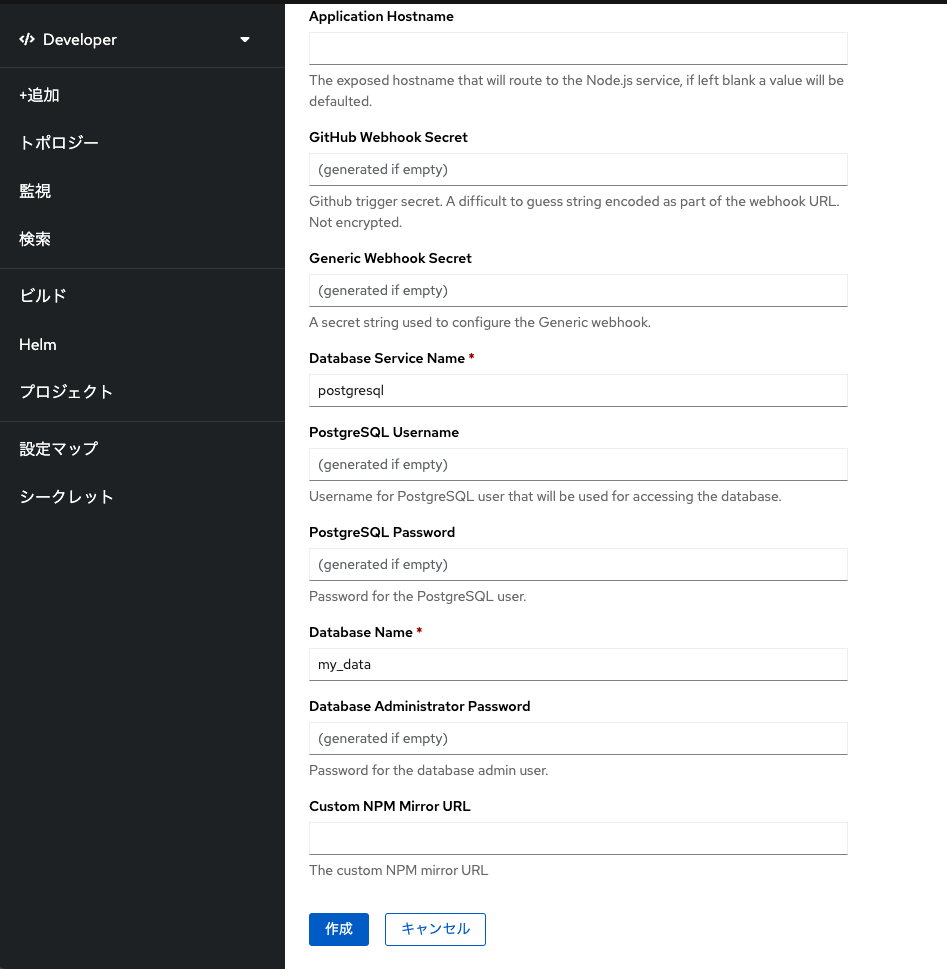 </> Developer
+追加
トポロジー
監視
検索
ビルド
Helm
プロジェクト
設定マップ
シークレット
Application Hostname
The exposed hostname that will route to the Node.js service, if left blank a value will be
defaulted.
GitHub Webhook Secret
(generated if empty)
Github trigger secret. A difficult to guess string encoded as part of the webhook URL.
Not encrypted.
Generic Webhook Secret
(generated if empty)
A secret string used to configure the Generic webhook.
Database Service Name *
postgresql
PostgreSQL Username
(generated if empty)
Username for PostgreSQL user that will be used for accessing the database.
PostgreSQL Password
(generated if empty)
Password for the PostgreSQL user.
Database Name *
my_data
Database Administrator Password
(generated if empty)
Password for the database admin user.
Custom NPM Mirror URL
The custom NPM mirror URL
作成 キャンセル